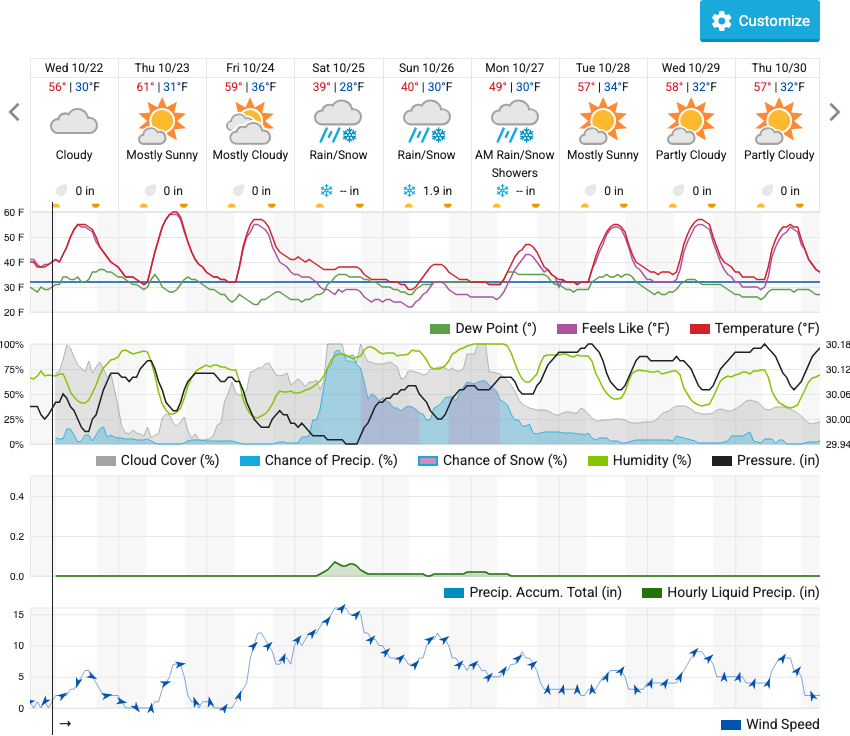 Customize
Wed 10/22 Thu 10/23 Fri 10/24 Sat 10/25 Sun 10/26 Mon 10/27 Tue 10/28 Wed 10/29 Thu 10/30
56° | 30°F 61° | 31°F 59° | 36°F 39° | 28°F 40° | 30°F 49° | 30°F 57° | 34°F 58° | 32°F 57° | 32°F
Cloudy Mostly Sunny Mostly Cloudy Rain/Snow Rain/Snow AM Rain/Snow Mostly Sunny Partly Cloudy Partly Cloudy
Showers
0 in 0 in 0 in -- in 1.9 in -- in 0 in 0 in 0 in
60 F
50 F
40 F
30 F
20 F
Dew Point (°) Feels Like (°F) Temperature (°F)
100% 30.18
75% 30.12
50% 30.06
25% 30.00
0% 29.94
Cloud Cover (%) Chance of Precip. (%) Chance of Snow (%) Humidity (%) Pressure. (in)
0.4
0.2
0.0
Precip. Accum. Total (in) Hourly Liquid Precip. (in)
15
10
5
0
Wind Speed